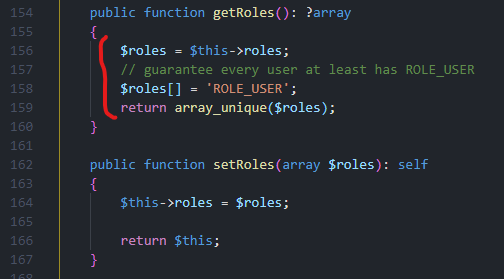 154 public function getRoles(): ?array
155 {
156 $roles = $this->roles;
157 // guarantee every user at least has ROLE_USER
158 $roles[] = 'ROLE_USER';
159 return array_unique($roles);
160 }
161
162 public function setRoles(array $roles): self
163 {
164 $this->roles = $roles;
165
166 return $this;
167 }
168